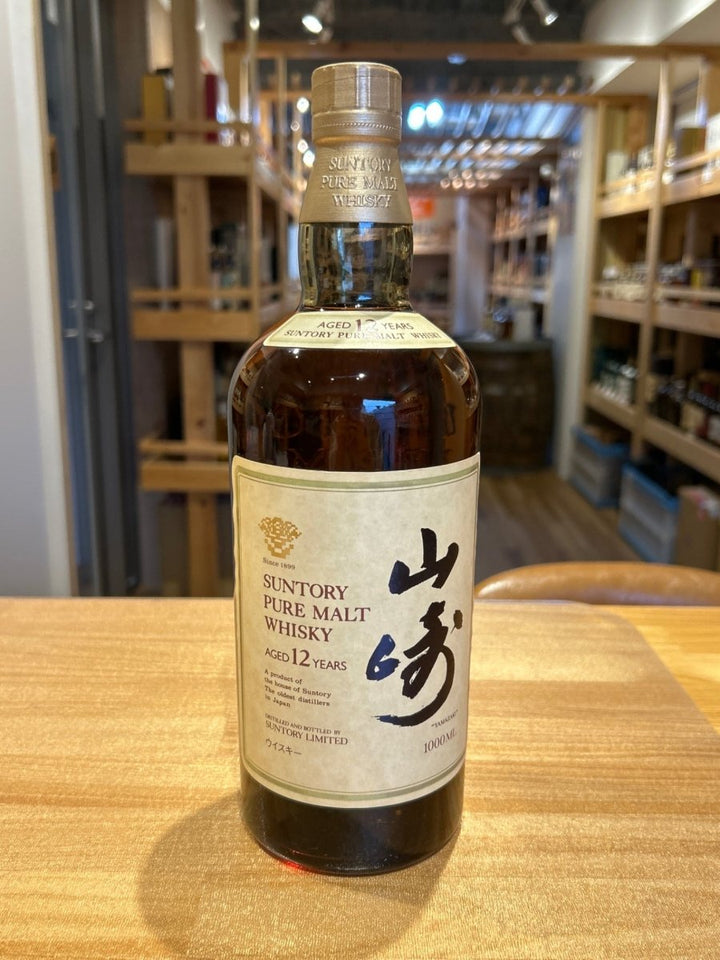 SUNTORY
PURE MALT
WHISKY
AGED 12 YEARS
SUNTORY PURE MALT WHISKY
Since 1899
SUNTORY
PURE MALT
WHISKY
AGED 12 YEARS
A product of
the house of Suntory
The oldest distillers
in Japan
DISTILLED AND BOTTLED BY
SUNTORY LIMITED
ウイスキー
山崎
"YAMAZAKI"
1000ML